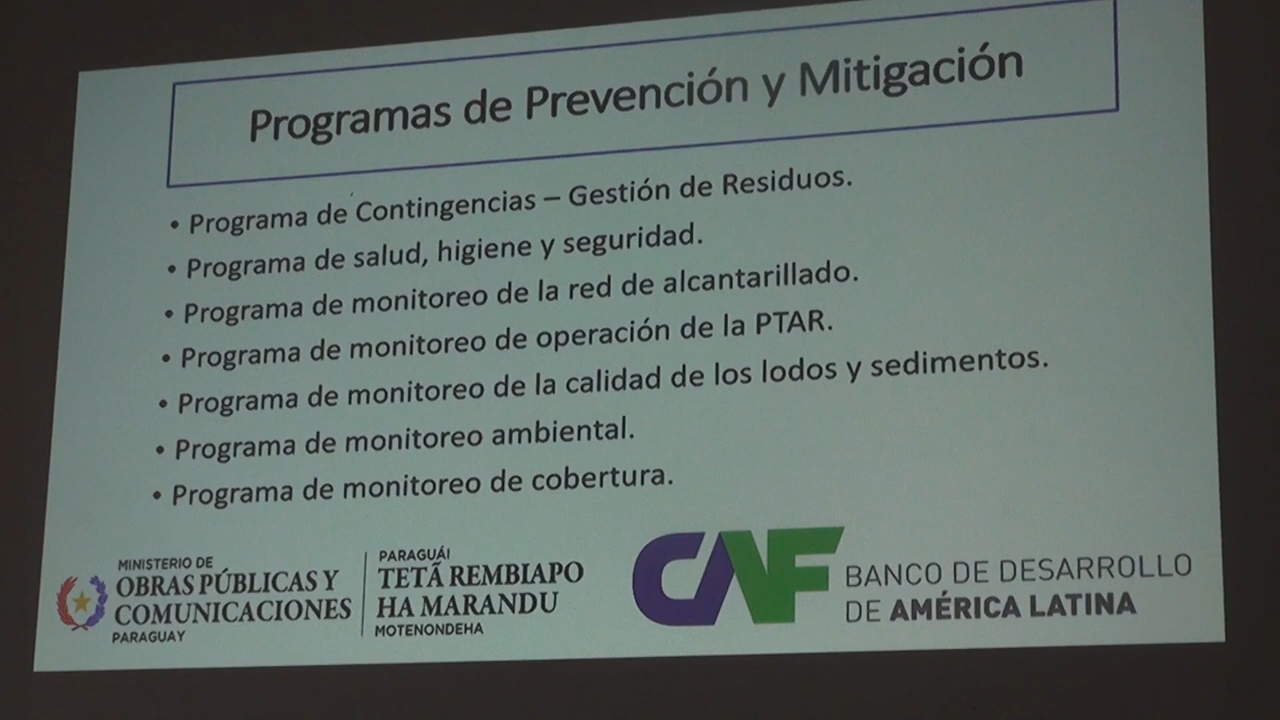 Programas de Prevención y Mitigación
• Programa de Contingencias – Gestión de Residuos.
• Programa de salud, higiene y seguridad.
• Programa de monitoreo de la red de alcantarillado.
• Programa de monitoreo de operación de la PTAR.
• Programa de monitoreo de la calidad de los lodos y sedimentos.
• Programa de monitoreo ambiental.
• Programa de monitoreo de cobertura.
MINISTERIO DE
OBRAS PÚBLICAS Y
COMUNICACIONES
PARAGUAY
PARAGUÁI
TETÃ REMBIAPO
HA MARANDU
MOTENONDEHA
CAF
BANCO DE DESARROLLO
DE AMÉRICA LATINA